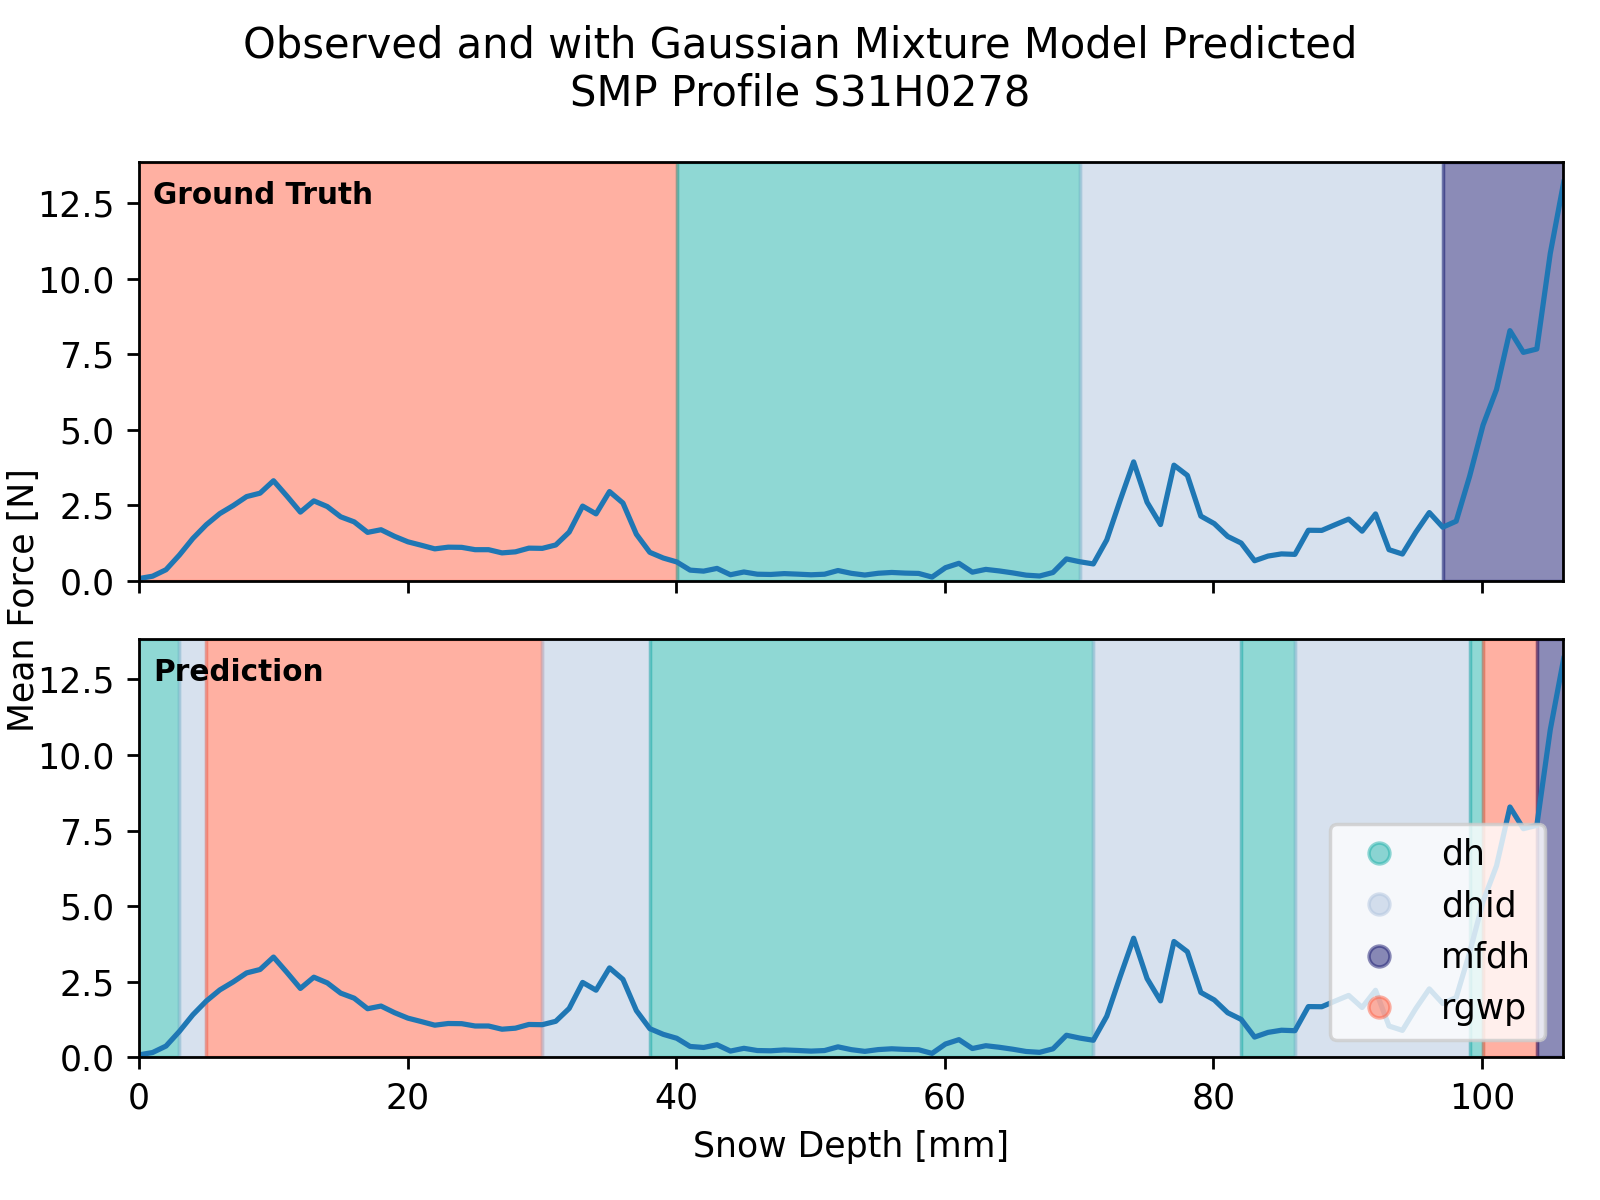 Observed and with Gaussian Mixture Model Predicted
SMP Profile S31H0278
Ground Truth
12.5
10.0
7.5
5.0
2.5
0.0
Mean Force [N]
Prediction
12.5
10.0
7.5
5.0
2.5
0.0
dh
dhid
mfdh
rgwp
0 20 40 60 80 100
Snow Depth [mm]